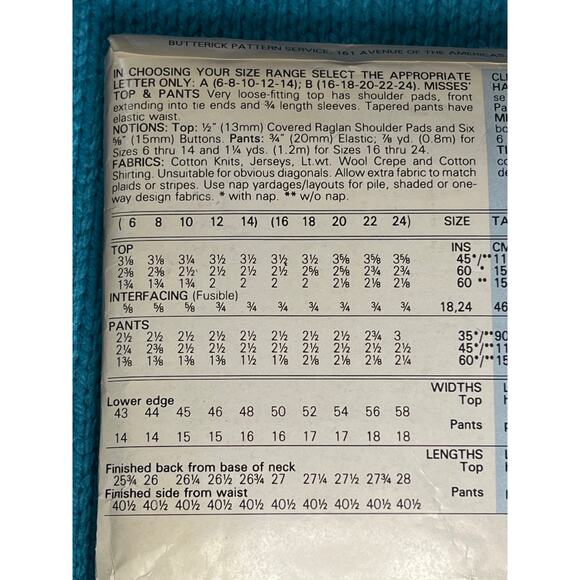 BUTTERICK PATTERN SERVICE, 161 AVENUE OF THE AMERICAS
IN CHOOSING YOUR SIZE RANGE SELECT THE APPROPRIATE
LETTER ONLY: A (6-8-10-12-14); B (16-18-20-22-24). MISSES'
TOP & PANTS Very loose-fitting top has shoulder pads, front
extending into tie ends and ¾ length sleeves. Tapered pants have
elastic waist.
NOTIONS: Top: ½" (13mm) Covered Raglan Shoulder Pads and Six
⅝" (15mm) Buttons. Pants: ¾" (20mm) Elastic; ⅞ yd. (0.8m) for
Sizes 6 thru 14 and 1¼ yds. (1.2m) for Sizes 16 thru 24.
FABRICS: Cotton Knits, Jerseys, Lt.wt. Wool Crepe and Cotton
Shirting. Unsuitable for obvious diagonals. Allow extra fabric to match
plaids or stripes. Use nap yardages/layouts for pile, shaded or one-
way design fabrics. * with nap. ** w/o nap.
( 6 8 10 12 14) (16 18 20 22 24) SIZE TA
TOP INS CM
3⅛ 3⅛ 3¼ 3½ 3½ 3½ 3½ 3⅝ 3⅝ 3⅝ 45*/** 11
2⅜ 2⅜ 2½ 2½ 2½ 2½ 2⅝ 2⅝ 2¾ 2¾ 60 * 15
1¾ 1¾ 1¾ 2 2 2 2⅛ 2⅛ 2⅛ 2⅛ 60 ** 15
INTERFACING (Fusible)
⅝ ⅝ ⅝ ¾ ¾ ¾ ¾ ¾ ¾ ¾ 18,24 46
PANTS
2½ 2½ 2½ 2½ 2½ 2½ 2½ 2½ 2¾ 3 35*/** 90
2¼ 2⅜ 2½ 2½ 2½ 2½ 2½ 2½ 2½ 2½ 45*/** 11
1⅜ 1⅜ 1⅜ 1⅜ 1⅝ 1⅞ 2⅛ 2⅛ 2⅛ 2¼ 60*/** 15
WIDTHS
Lower edge Top
43 44 45 46 48 50 52 54 56 58
Pants
14 14 15 15 16 16 17 17 18 18
LENGTHS
Finished back from base of neck Top
25¾ 26 26¼ 26½ 26¾ 27 27¼ 27½ 27¾ 28
Finished side from waist Pants
40½ 40½ 40½ 40½ 40½ 40½ 40½ 40½ 40½ 40½